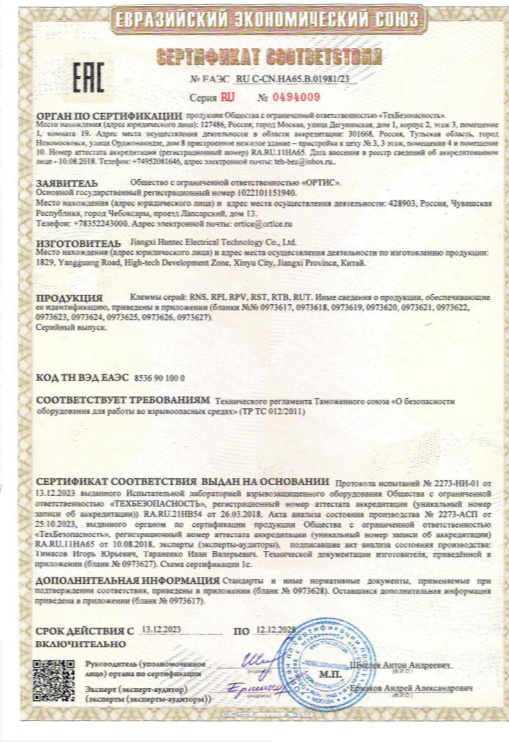 ЕВРАЗИЙСКИЙ ЭКОНОМИЧЕСКИЙ СОЮЗ
СЕРТИФИКАТ СООТВЕТСТВИЯ
ЕАС
№ ЕАЭС RU С-CN.НА65.В.01981/23
Серия RU № 0494009
ОРГАН ПО СЕРТИФИКАЦИИ продукции Общества с ограниченной ответственностью «ТехБезопасность».
Место нахождения (адрес юридического лица): 127486, Россия, город Москва, улица Дегунинская, дом 1, корпус 2, этаж 3, помещение
1, комната 19. Адрес места осуществления деятельности в области аккредитации: 301668, Россия, Тульская область, город
Новомосковск, улица Орджоникидзе, дом 8 пристроенное нежилое здание – пристройка к цеху № 3, 3 этаж, помещение 4 и помещение
10. Номер аттестата аккредитации (регистрационный номер) RA.RU.11НА65. Дата внесения в реестр сведений об аккредитованном
лице - 10.08.2018. Телефон: +74952081646, адрес электронной почты: teh-bez@inbox.ru.
ЗАЯВИТЕЛЬ Общество с ограниченной ответственностью «ОРТИС».
Основной государственный регистрационный номер 1022101151940.
Место нахождения (адрес юридического лица) и адрес места осуществления деятельности: 428903, Россия, Чувашская
Республика, город Чебоксары, проезд Лапсарский, дом 13.
Телефон: +78352243000. Адрес электронной почты: ortice@ortice.ru
ИЗГОТОВИТЕЛЬ Jiangxi Huntec Electrical Technology Co., Ltd.
Место нахождения (адрес юридического лица) и адрес места осуществления деятельности по изготовлению продукции:
1829, Yangguang Road, High-tech Development Zone, Xinyu City, Jiangxi Province, Китай.
ПРОДУКЦИЯ Клеммы серий: RNS, RPI, RPV, RST, RTB, RUT. Иные сведения о продукции, обеспечивающие
ее идентификацию, приведены в приложении (бланки №№ 0973617, 0973618, 0973619, 0973620, 0973621, 0973622,
0973623, 0973624, 0973625, 0973626, 0973627).
Серийный выпуск.
КОД ТН ВЭД ЕАЭС 8536 90 100 0
СООТВЕТСТВУЕТ ТРЕБОВАНИЯМ Технического регламента Таможенного союза «О безопасности
оборудования для работы во взрывоопасных средах» (ТР ТС 012/2011)
СЕРТИФИКАТ СООТВЕТСТВИЯ ВЫДАН НА ОСНОВАНИИ Протокола испытаний № 2273-НИ-01 от
13.12.2023 выданного Испытательной лабораторией взрывозащищенного оборудования Общества с ограниченной
ответственностью «ТЕХБЕЗОПАСНОСТЬ», регистрационный номер аттестата аккредитации (уникальный номер
записи об аккредитации)) RA.RU.21НВ54 от 26.03.2018. Акта анализа состояния производства № 2273-АСП от
25.10.2023, выданного органом по сертификации продукции Общества с ограниченной ответственностью
«ТехБезопасность», регистрационный номер аттестата аккредитации (уникальный номер записи об аккредитации)
RA.RU.11НА65 от 10.08.2018, эксперты (эксперты-аудиторы), подписавшие акт анализа состояния производства:
Тимасов Игорь Юрьевич, Тараненко Иван Валерьевич. Технической документации изготовителя, приведённой в
приложении (бланк № 0973627). Схема сертификации 1с.
ДОПОЛНИТЕЛЬНАЯ ИНФОРМАЦИЯ Стандарты и иные нормативные документы, применяемые при
подтверждении соответствия, приведены в приложении (бланк № 0973628). Оставшаяся дополнительная информация
приведена в приложении (бланк № 0973617).
СРОК ДЕЙСТВИЯ С 13.12.2023 ПО 12.12.2028
ВКЛЮЧИТЕЛЬНО
Руководитель (уполномоченное
лицо) органа по сертификации
(подпись)
М.П.
Шмелев Антон Андреевич
(Ф.И.О.)
Эксперт (эксперт-аудитор)
(эксперты (эксперты-аудиторы))
(подпись)
Ермаков Андрей Александрович
(Ф.И.О.)